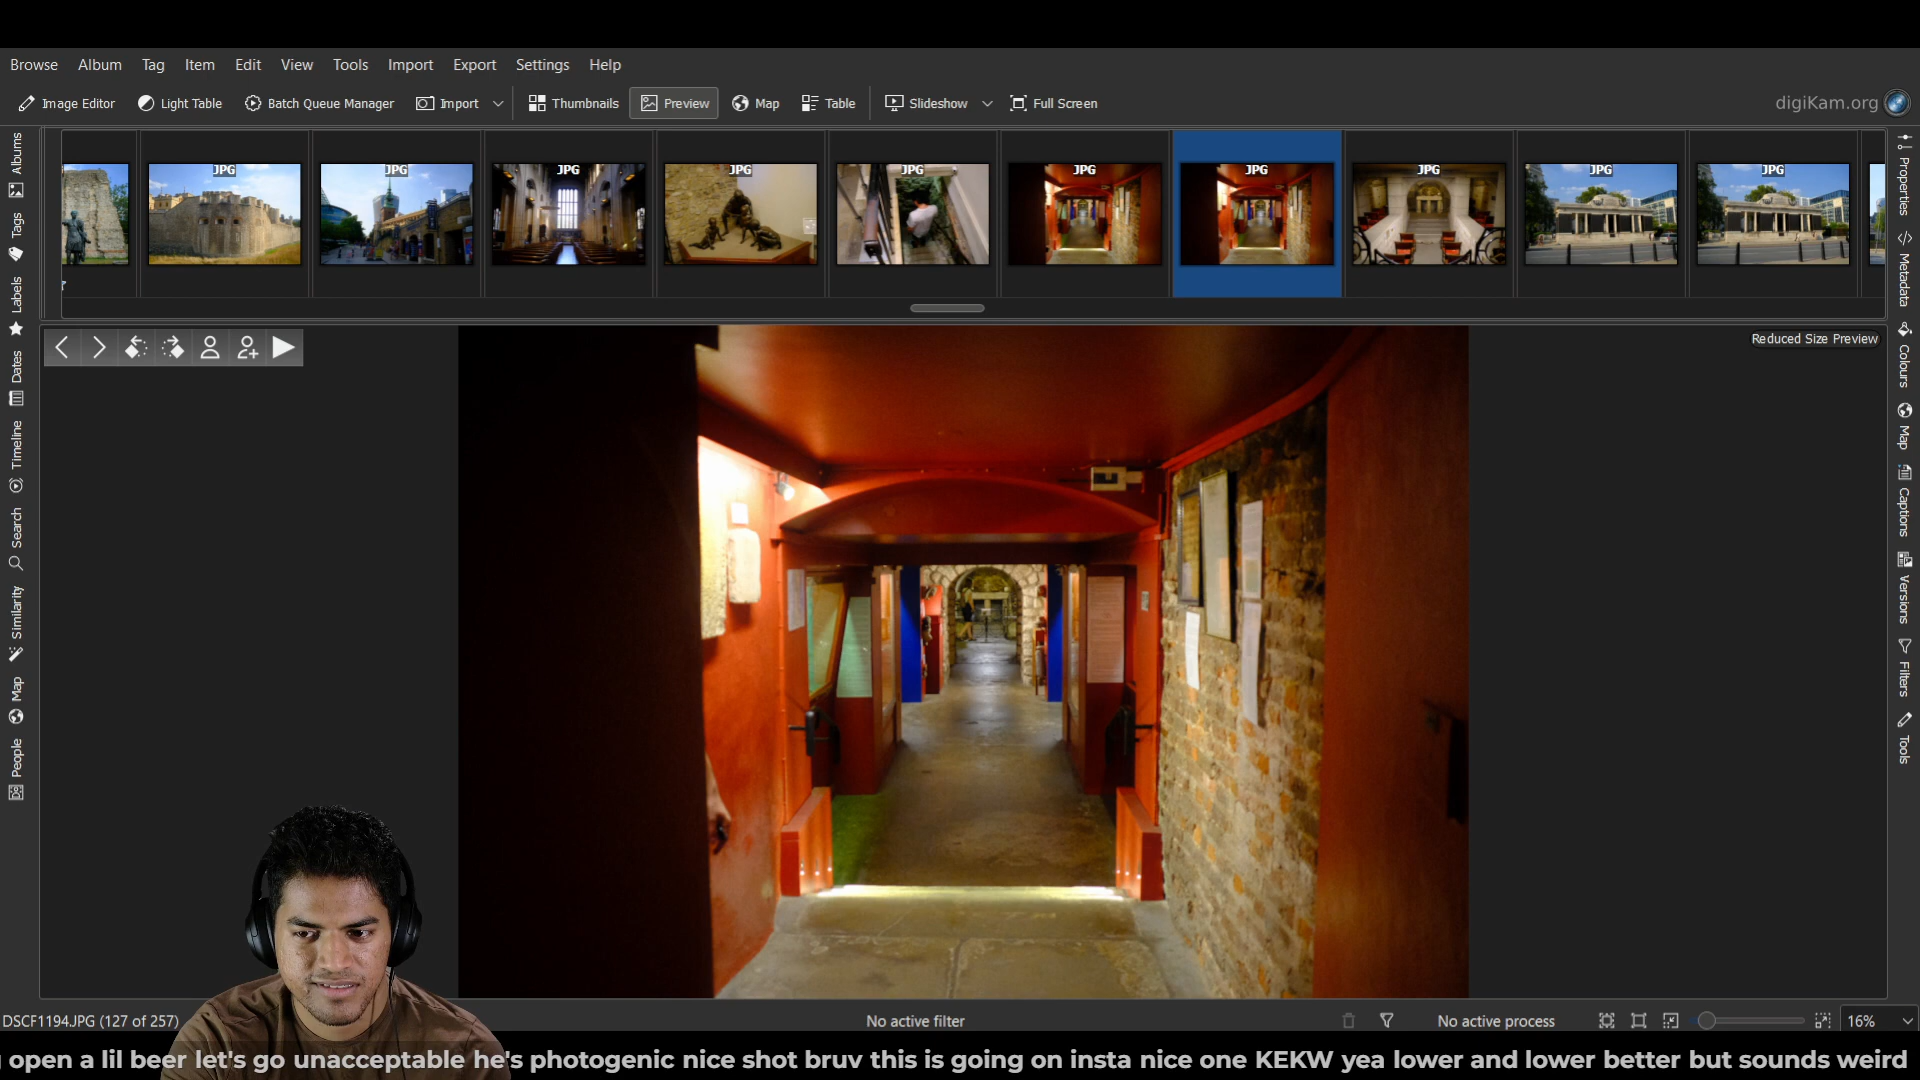 Browse Album Tag Item Edit View Tools Import Export Settings Help
Image Editor Light Table Batch Queue Manager Import Thumbnails Preview Map Table Slideshow Full Screen digiKam.org
JPG JPG JPG JPG JPG JPG JPG JPG JPG JPG
Albums
Tags
Labels
Dates
Timeline
Search
Similarity
Map
People
Reduced Size Preview
Properties
Metadata
Colours
Map
Captions
Versions
Filters
Tools
DSCF1194.JPG (127 of 257) No active filter No active process 16%
open a lil beer let's go unacceptable he's photogenic nice shot bruv this is going on insta nice one KEKW yea lower and lower better but sounds weird